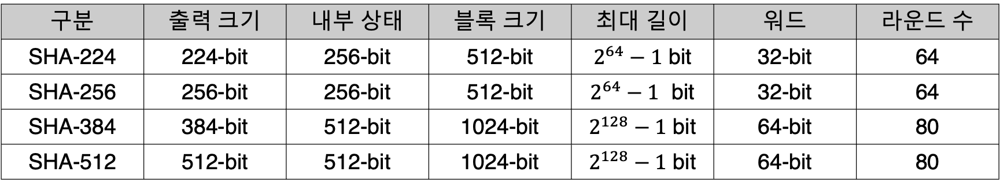 구분 출력 크기 내부 상태 블록 크기 최대 길이 워드 라운드 수
SHA-224 224-bit 256-bit 512-bit 2^64 − 1 bit 32-bit 64
SHA-256 256-bit 256-bit 512-bit 2^64 − 1 bit 32-bit 64
SHA-384 384-bit 512-bit 1024-bit 2^128 − 1 bit 64-bit 80
SHA-512 512-bit 512-bit 1024-bit 2^128 − 1 bit 64-bit 80